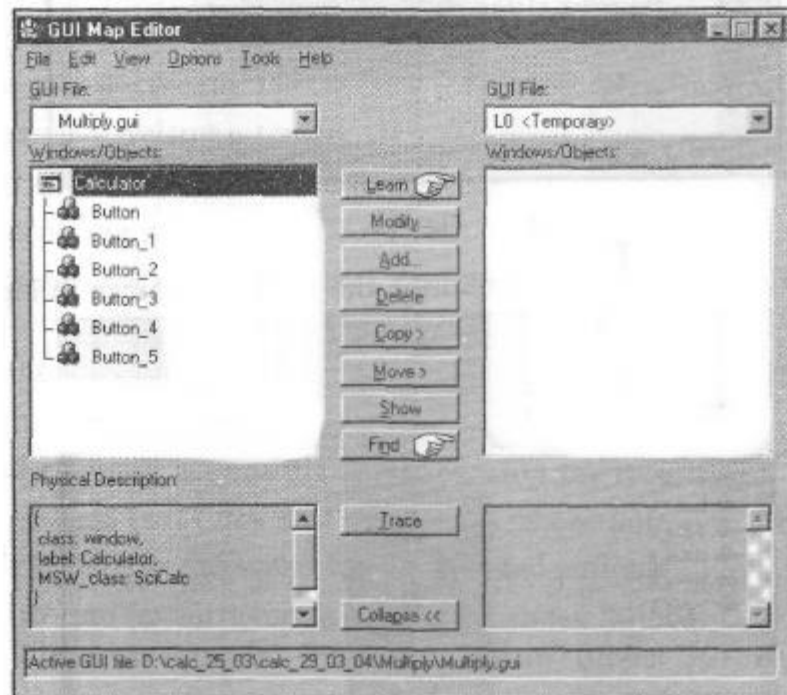 GUI Map Editor
File Edit View Options Tools Help
GUI File:
Multiply.gui
Windows/Objects:
Calculator
Button
Button_1
Button_2
Button_3
Button_4
Button_5
Learn
Modify...
Add...
Delete
Copy >
Move >
Show
Find
GUI File:
L0 <Temporary>
Windows/Objects:
Physical Description:
{
class: window,
label: Calculator,
MSW_class: SciCalc
}
Trace
Collapse <<
Active GUI file: D:\calc_25_03\calc_29_03_04\Multiply\Multiply.gui